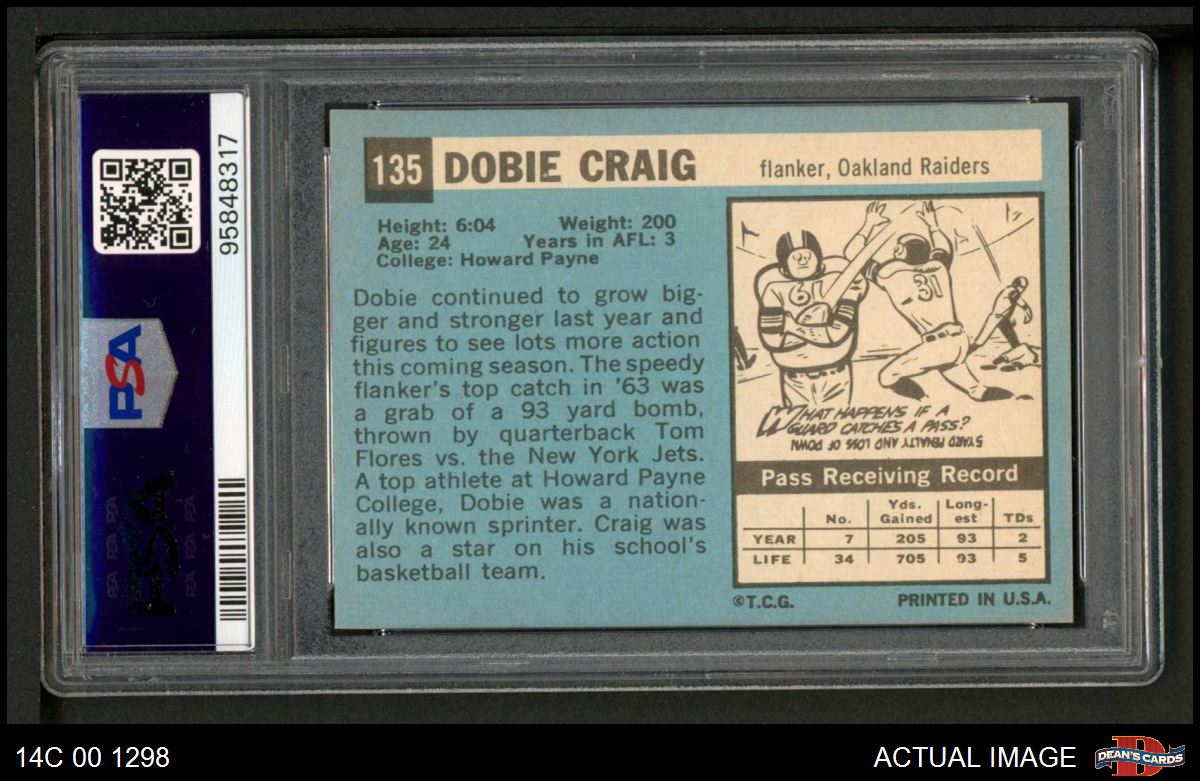 95848317
PSA
PSA
135 DOBIE CRAIG flanker, Oakland Raiders
Height: 6:04 Weight: 200
Age: 24 Years in AFL: 3
College: Howard Payne
Dobie continued to grow big-
ger and stronger last year and
figures to see lots more action
this coming season. The speedy
flanker's top catch in '63 was
a grab of a 93 yard bomb,
thrown by quarterback Tom
Flores vs. the New York Jets.
A top athlete at Howard Payne
College, Dobie was a nation-
ally known sprinter. Craig was
also a star on his school's
basketball team.
61
31
WHAT HAPPENS IF A
GUARD CATCHES A PASS?
5 YARD PENALTY AND LOSS OF DOWN
Pass Receiving Record
No. Yds. Gained Long-est TDs
YEAR 7 205 93 2
LIFE 34 705 93 5
©T.C.G. PRINTED IN U.S.A.
14C 00 1298
ACTUAL IMAGE
DEAN'S CARDS